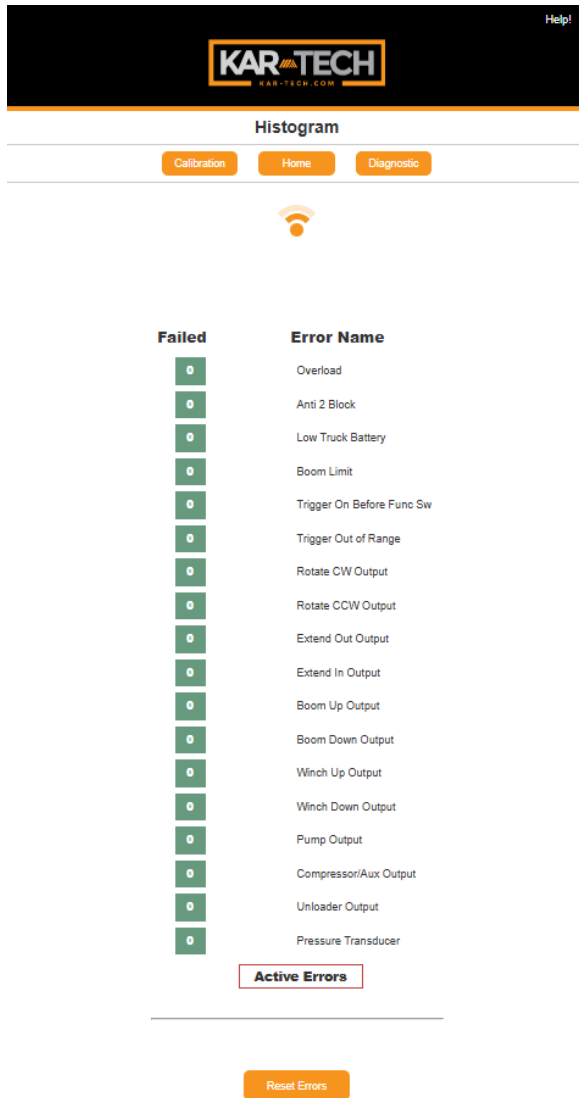 Help!
KAR TECH
KAR-TECH.COM
Histogram
Calibration Home Diagnostic
Failed Error Name
0 Overload
0 Anti 2 Block
0 Low Truck Battery
0 Boom Limit
0 Trigger On Before Func Sw
0 Trigger Out of Range
0 Rotate CW Output
0 Rotate CCW Output
0 Extend Out Output
0 Extend In Output
0 Boom Up Output
0 Boom Down Output
0 Winch Up Output
0 Winch Down Output
0 Pump Output
0 Compressor/Aux Output
0 Unloader Output
0 Pressure Transducer
Active Errors
Reset Errors